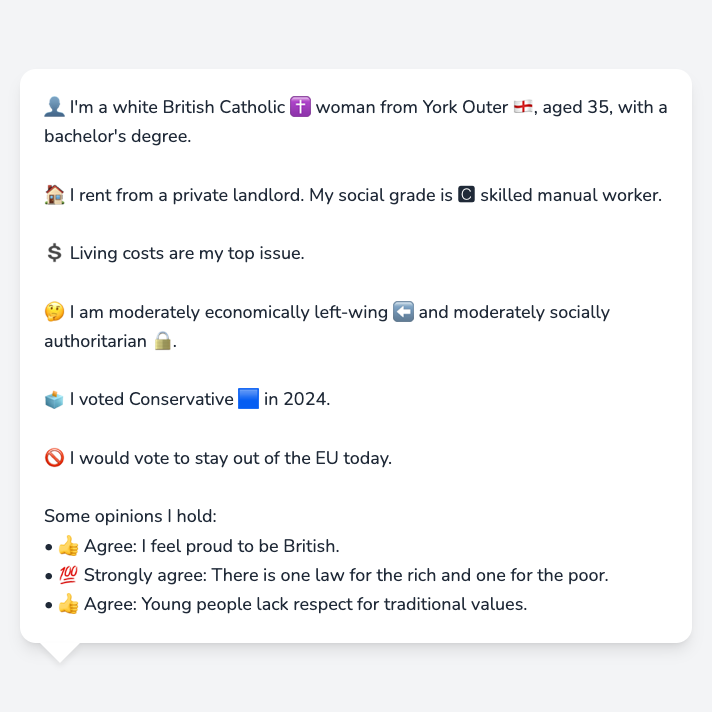 👤 I'm a white British Catholic ✝️ woman from York Outer 🏴󠁧󠁢󠁥󠁮󠁧󠁿, aged 35, with a
bachelor's degree.
🏠 I rent from a private landlord. My social grade is 🅲 skilled manual worker.
💲 Living costs are my top issue.
🤔 I am moderately economically left-wing ⬅️ and moderately socially
authoritarian 🔒.
🗳️ I voted Conservative 🟦 in 2024.
🚫 I would vote to stay out of the EU today.
Some opinions I hold:
• 👍 Agree: I feel proud to be British.
• 💯 Strongly agree: There is one law for the rich and one for the poor.
• 👍 Agree: Young people lack respect for traditional values.